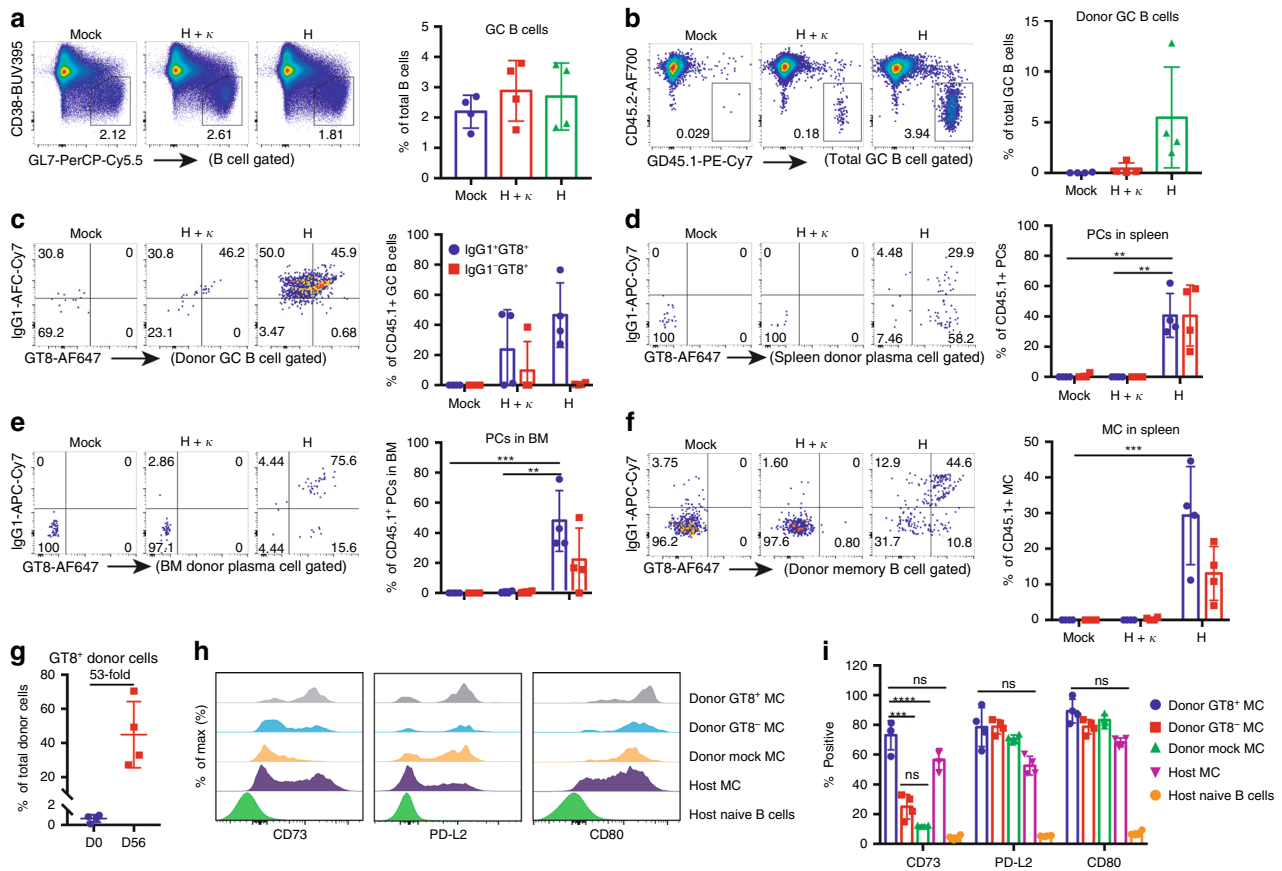 a
Mock
H + κ
H
CD38-BUV395
2.12
2.61
1.81
GL7-PerCP-Cy5.5
(B cell gated)
GC B cells
% of total B cells
5
4
3
2
1
0
Mock
H + κ
H
b
Mock
H + κ
H
CD45.2-AF700
0.029
0.18
3.94
GD45.1-PE-Cy7
(Total GC B cell gated)
Donor GC B cells
% of total GC B cells
15
10
5
0
Mock
H + κ
H
c
Mock
H + κ
H
IgG1-AFC-Cy7
30.8
0
30.8
46.2
50.0
45.9
69.2
0
23.1
0
3.47
0.68
GT8-AF647
(Donor GC B cell gated)
% of CD45.1+ GC B cells
100
80
60
40
20
0
IgG1⁺GT8⁺
IgG1⁻GT8⁺
Mock
H + κ
H
d
Mock
H + κ
H
IgG1-APC-Cy7
0
0
0
0
4.48
29.9
100
0
100
0
7.46
58.2
GT8-AF647
(Spleen donor plasma cell gated)
PCs in spleen
% of CD45.1+ PCs
100
80
60
40
20
0
**
**
Mock
H + κ
H
e
Mock
H + κ
H
IgG1-APC-Cy7
0
0
2.86
0
4.44
75.6
100
0
97.1
0
4.44
15.6
GT8-AF647
(BM donor plasma cell gated)
PCs in BM
% of CD45.1⁺ PCs in BM
100
80
60
40
20
0
***
**
Mock
H + κ
H
f
Mock
H + κ
H
IgG1-APC-Cy7
3.75
0
1.60
0
12.9
44.6
96.2
0
97.6
0.80
31.7
10.8
GT8-AF647
(Donor memory B cell gated)
MC in spleen
% of CD45.1+ MC
50
40
30
20
10
0
***
Mock
H + κ
H
g
GT8⁺ donor cells
53-fold
% of total donor cells
80
60
40
20
2
0
D0
D56
h
% of max (%)
Donor GT8⁺ MC
Donor GT8⁻ MC
Donor mock MC
Host MC
Host naive B cells
CD73
PD-L2
CD80
i
% Positive
120
100
80
60
40
20
0
ns
****
***
ns
ns
ns
CD73
PD-L2
CD80
Donor GT8⁺ MC
Donor GT8⁻ MC
Donor mock MC
Host MC
Host naive B cells